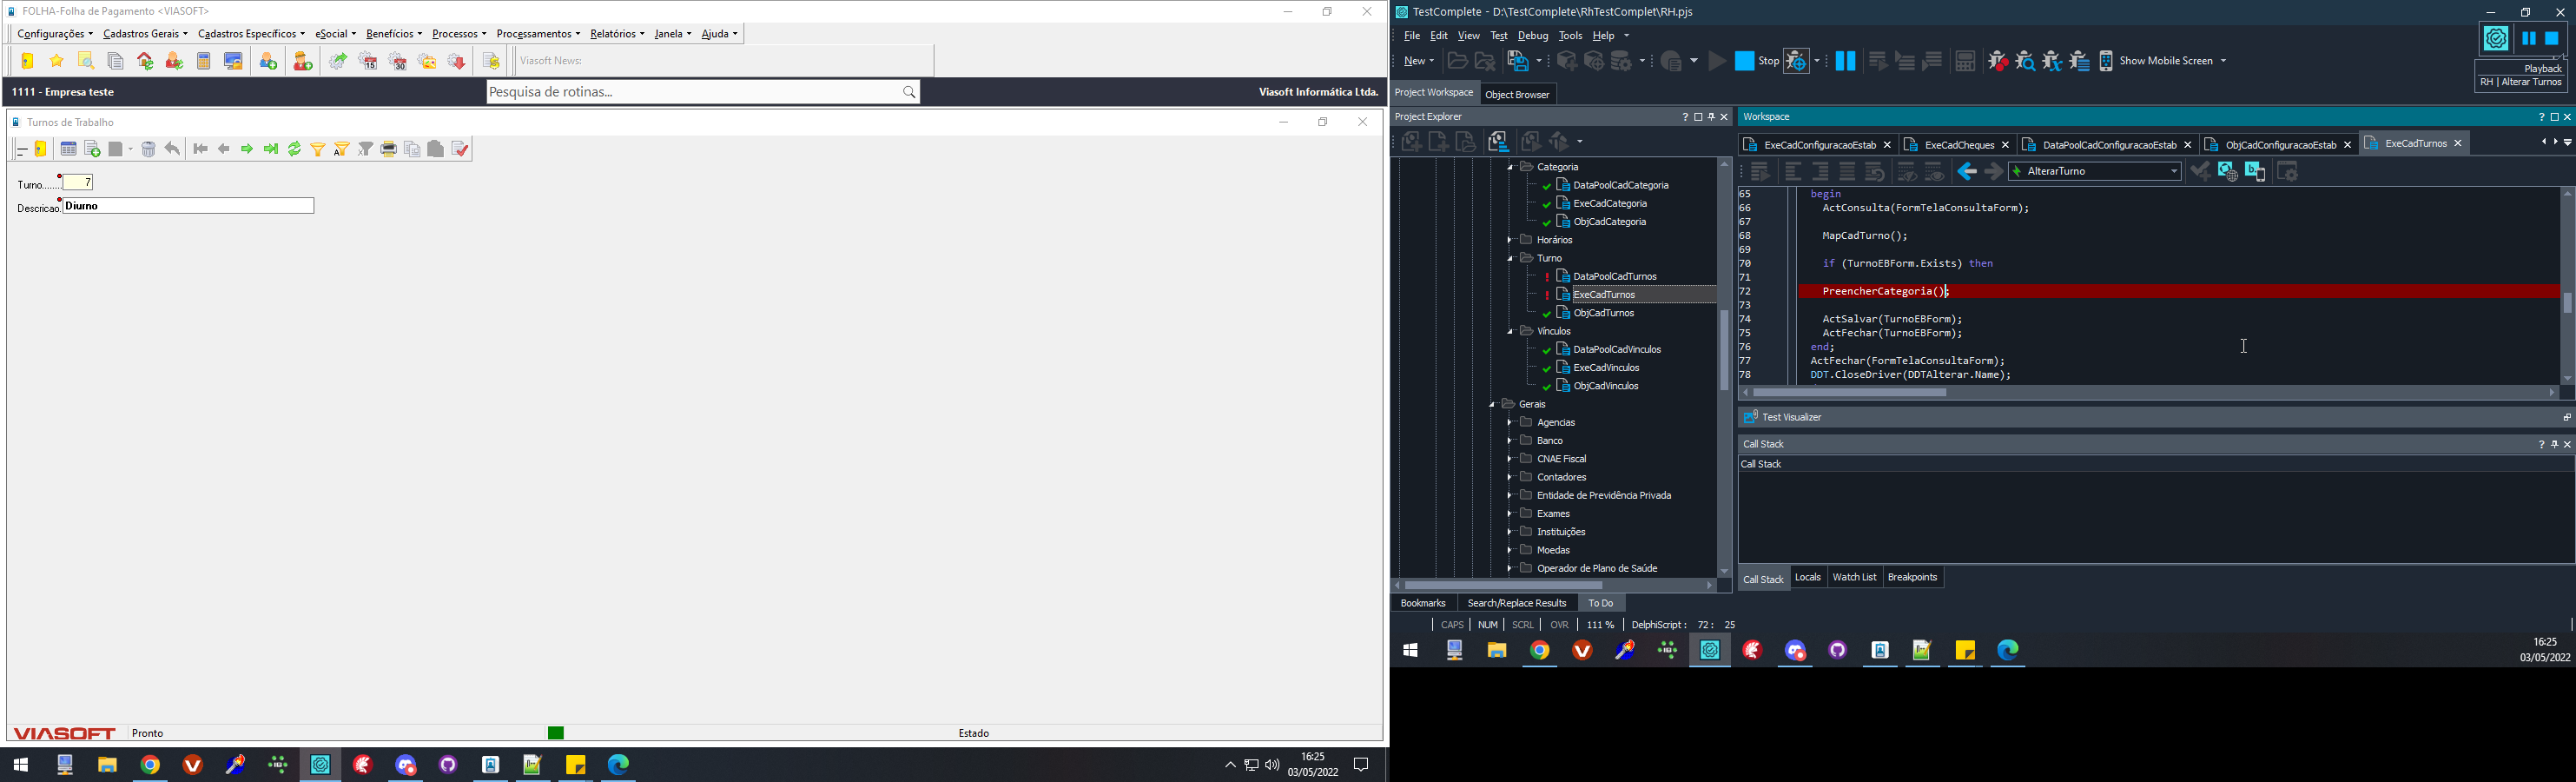 FOLHA-Folha de Pagamento <VIASOFT>
Configurações Cadastros Gerais Cadastros Específicos eSocial Benefícios Processos Processamentos Relatórios Janela Ajuda
15 30 Viasoft News:
1111 - Empresa teste Pesquisa de rotinas... Viasoft Informática Ltda.
Turnos de Trabalho
Turno....... 7
Descricao. Diurno
VIASOFT Pronto Estado
16:25
03/05/2022
TestComplete - D:\TestComplete\RhTestComplet\RH.pjs
File Edit View Test Debug Tools Help
New Stop Show Mobile Screen
Playback
RH | Alterar Turnos
Project Workspace Object Browser
Project Explorer
Categoria
DataPoolCadCategoria
ExeCadCategoria
ObjCadCategoria
Horários
Turno
DataPoolCadTurnos
ExeCadTurnos
ObjCadTurnos
Vínculos
DataPoolCadVinculos
ExeCadVinculos
ObjCadVinculos
Gerais
Agencias
Banco
CNAE Fiscal
Contadores
Entidade de Previdência Privada
Exames
Instituições
Moedas
Operador de Plano de Saúde
Workspace
ExeCadConfiguracaoEstab ExeCadCheques DataPoolCadConfiguracaoEstab ObjCadConfiguracaoEstab ExeCadTurnos
AlterarTurno
65 begin
66 ActConsulta(FormTelaConsultaForm);
67
68 MapCadTurno();
69
70 if (TurnoEBForm.Exists) then
71
72 PreencherCategoria();
73
74 ActSalvar(TurnoEBForm);
75 ActFechar(TurnoEBForm);
76 end;
77 ActFechar(FormTelaConsultaForm);
78 DDT.CloseDriver(DDTAlterar.Name);
Test Visualizer
Call Stack
Call Stack
Call Stack Locals Watch List Breakpoints
Bookmarks Search/Replace Results To Do
CAPS NUM SCRL OVR 111 % DelphiScript : 72 : 25
16:25
03/05/2022